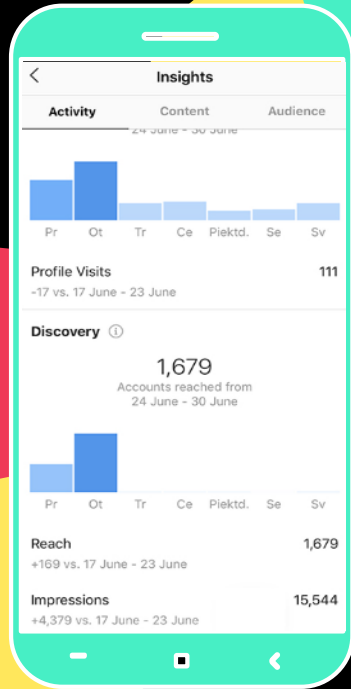 Insights
Activity Content Audience
24 June - 30 June
Pr Ot Tr Ce Piektd. Se Sv
Profile Visits 111
-17 vs. 17 June - 23 June
Discovery
1,679
Accounts reached from
24 June - 30 June
Pr Ot Tr Ce Piektd. Se Sv
Reach 1,679
+169 vs. 17 June - 23 June
Impressions 15,544
+4,379 vs. 17 June - 23 June